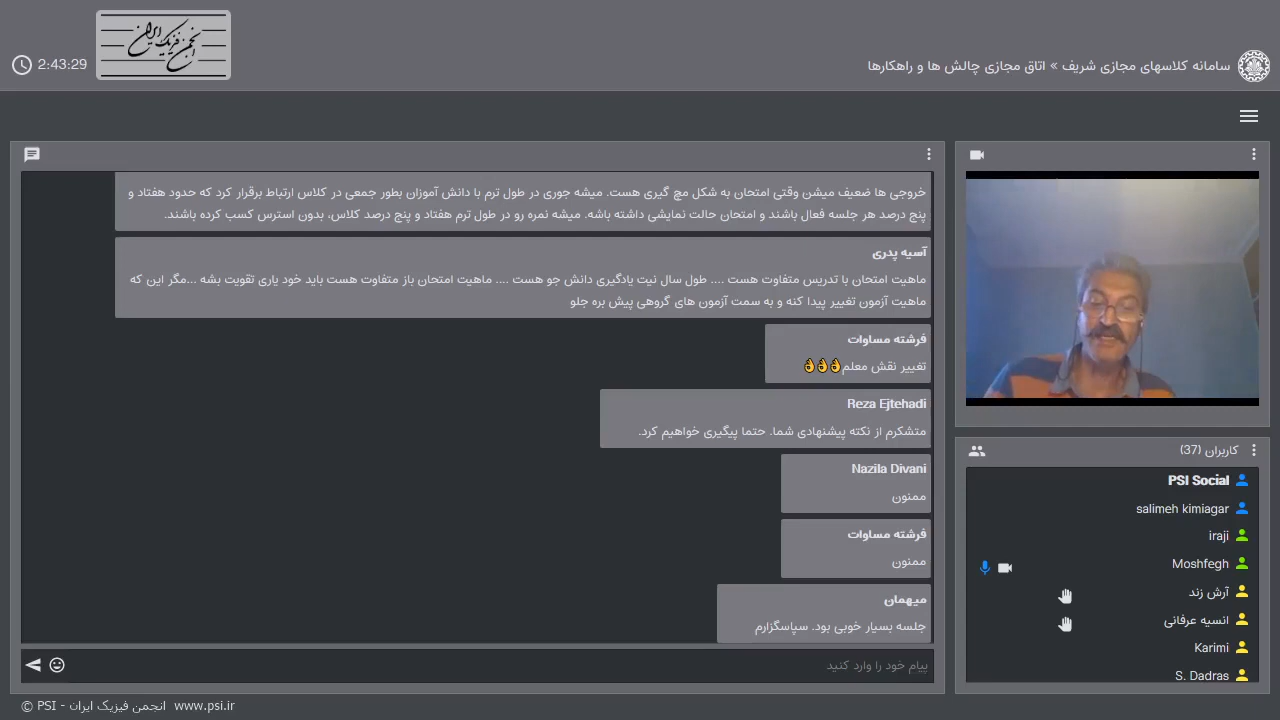 انجمن فیزیک ایران
2:43:29
سامانه کلاسهای مجازی شریف » اتاق مجازی چالش ها و راهکارها
خروجی ها ضعیف میشن وقتی امتحان به شکل مچ گیری هست. میشه جوری در طول ترم با دانش آموزان بطور جمعی در کلاس ارتباط برقرار کرد که حدود هفتاد و
پنج درصد هر جلسه فعال باشند و امتحان حالت نمایشی داشته باشه. میشه نمره رو در طول ترم هفتاد و پنج درصد کلاس، بدون استرس کسب کرده باشند.
آسیه پدری
ماهیت امتحان با تدریس متفاوت هست .... طول سال نیت یادگیری دانش جو هست .... ماهیت امتحان باز متفاوت هست باید خود یاری تقویت بشه ...مگر این که
ماهیت آزمون تغییر پیدا کنه و به سمت آزمون های گروهی پیش بره جلو
فرشته مساوات
تغییر نقش معلم👌👌👌
Reza Ejtehadi
متشکرم از نکته پیشنهادی شما. حتما پیگیری خواهیم کرد.
Nazila Divani
ممنون
فرشته مساوات
ممنون
میهمان
جلسه بسیار خوبی بود. سپاسگزارم
پیام خود را وارد کنید
کاربران (37)
PSI Social
salimeh kimiagar
iraji
Moshfegh
آرش زند
انسیه عرفانی
Karimi
S. Dadras
© PSI - انجمن فیزیک ایران www.psi.ir